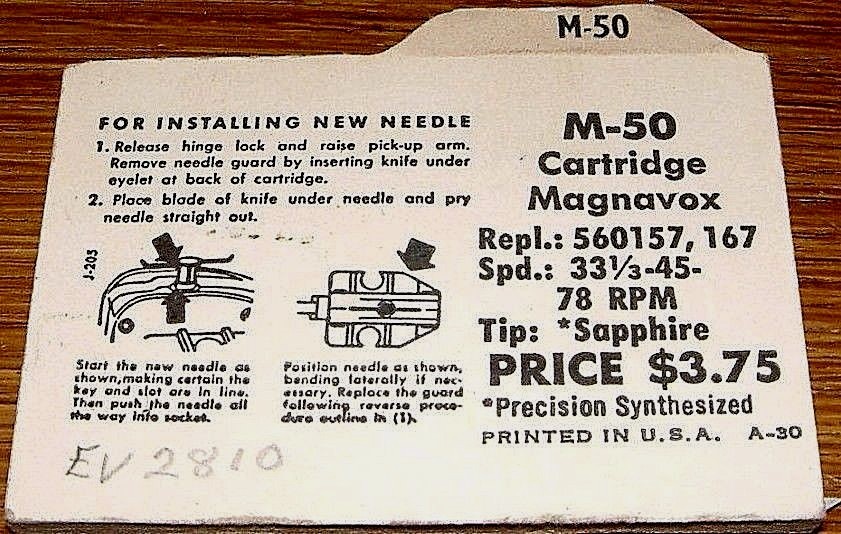 M-50
FOR INSTALLING NEW NEEDLE
1. Release hinge lock and raise pick-up arm.
Remove needle guard by inserting knife under
eyelet at back of cartridge.
2. Place blade of knife under needle and pry
needle straight out.
J-205
Start the new needle as
shown, making certain the
key and slot are in line.
Then push the needle all
the way into socket.
Position needle as shown,
bending laterally if nec-
essary. Replace the guard
following reverse proce-
dure outline in (1).
EV 2810
M-50
Cartridge
Magnavox
Repl.: 560157, 167
Spd.: 33⅓-45-
78 RPM
Tip: *Sapphire
PRICE $3.75
*Precision Synthesized
PRINTED IN U.S.A. A-30